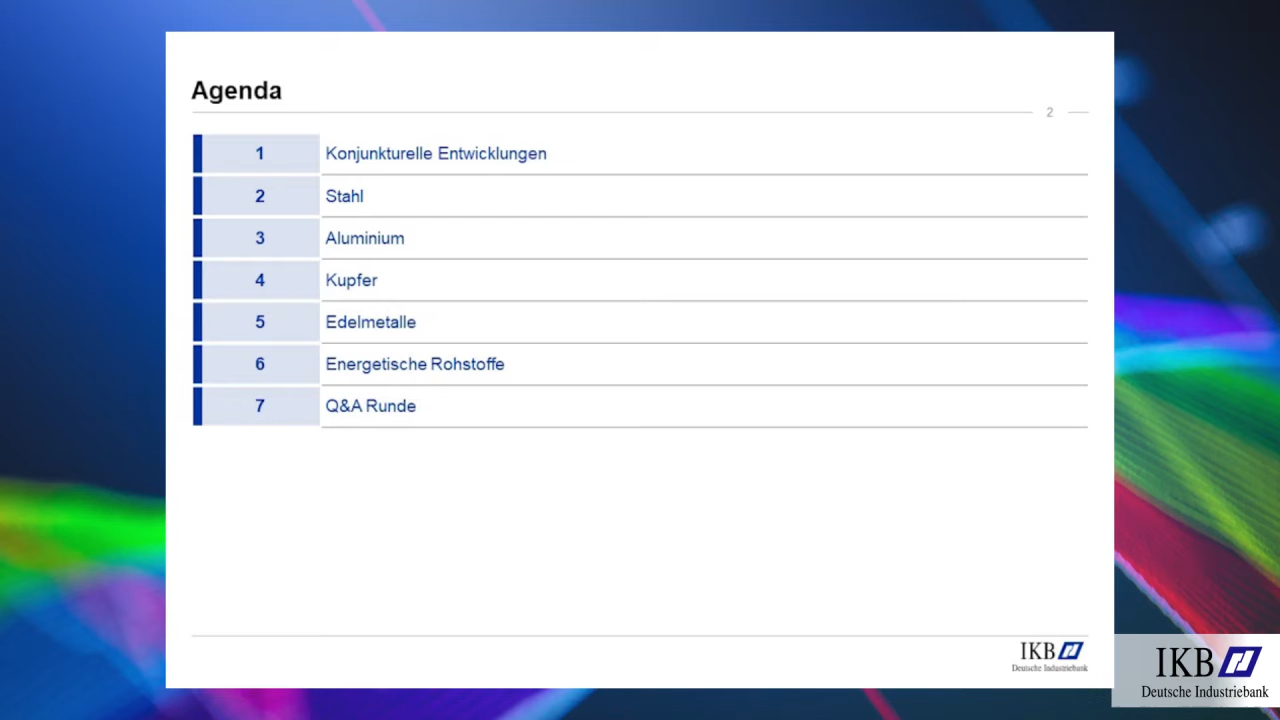 Agenda
2
1 Konjunkturelle Entwicklungen
2 Stahl
3 Aluminium
4 Kupfer
5 Edelmetalle
6 Energetische Rohstoffe
7 Q&A Runde
IKB
Deutsche Industriebank
IKB
Deutsche Industriebank